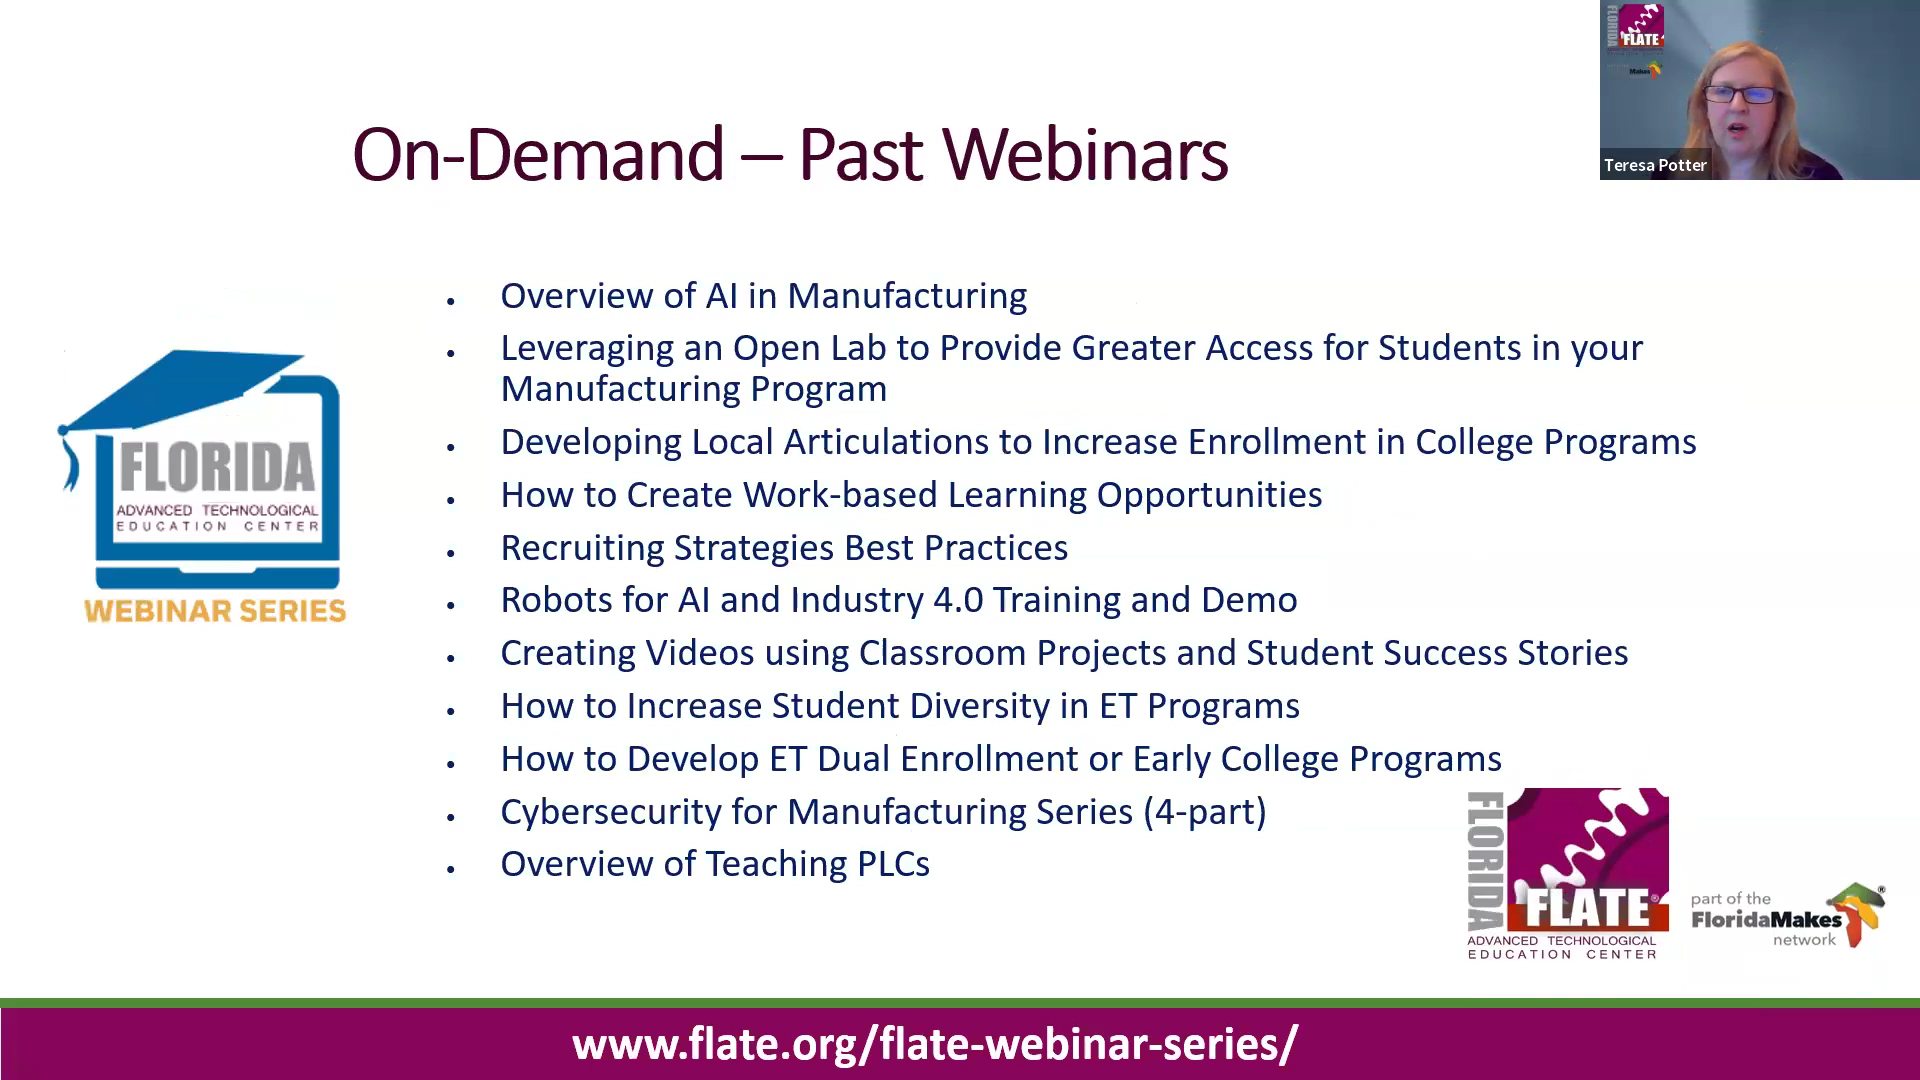 FLORIDA
FLATE
Makes
Teresa Potter
On-Demand – Past Webinars
• Overview of AI in Manufacturing
• Leveraging an Open Lab to Provide Greater Access for Students in your
Manufacturing Program
• Developing Local Articulations to Increase Enrollment in College Programs
• How to Create Work-based Learning Opportunities
• Recruiting Strategies Best Practices
• Robots for AI and Industry 4.0 Training and Demo
• Creating Videos using Classroom Projects and Student Success Stories
• How to Increase Student Diversity in ET Programs
• How to Develop ET Dual Enrollment or Early College Programs
• Cybersecurity for Manufacturing Series (4-part)
• Overview of Teaching PLCs
FLORIDA
ADVANCED TECHNOLOGICAL
EDUCATION CENTER
WEBINAR SERIES
FLORIDA
FLATE®
ADVANCED TECHNOLOGICAL
EDUCATION CENTER
part of the
FloridaMakes®
network
www.flate.org/flate-webinar-series/